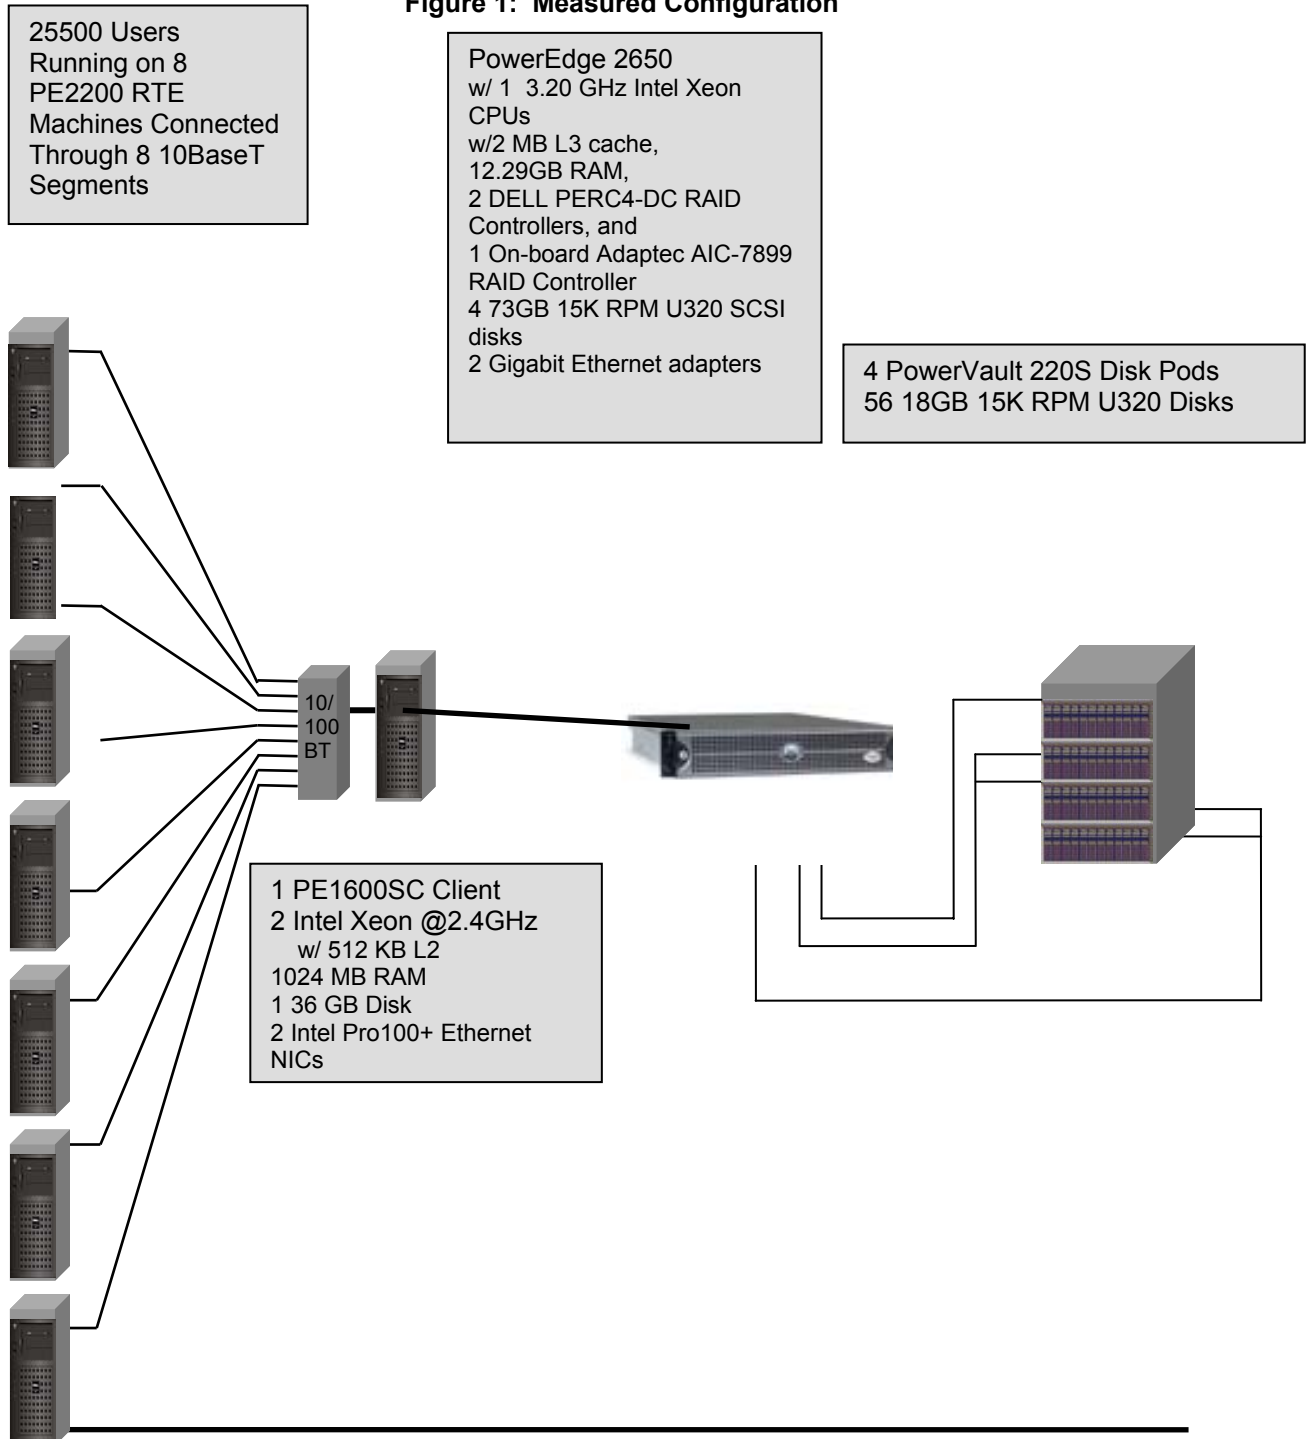 Figure 1: Measured Configuration
25500 Users
Running on 8
PE2200 RTE
Machines Connected
Through 8 10BaseT
Segments
PowerEdge 2650
w/ 1 3.20 GHz Intel Xeon
CPUs
w/2 MB L3 cache,
12.29GB RAM,
2 DELL PERC4-DC RAID
Controllers, and
1 On-board Adaptec AIC-7899
RAID Controller
4 73GB 15K RPM U320 SCSI
disks
2 Gigabit Ethernet adapters
4 PowerVault 220S Disk Pods
56 18GB 15K RPM U320 Disks
10/
100
BT
1 PE1600SC Client
2 Intel Xeon @2.4GHz
w/ 512 KB L2
1024 MB RAM
1 36 GB Disk
2 Intel Pro100+ Ethernet
NICs